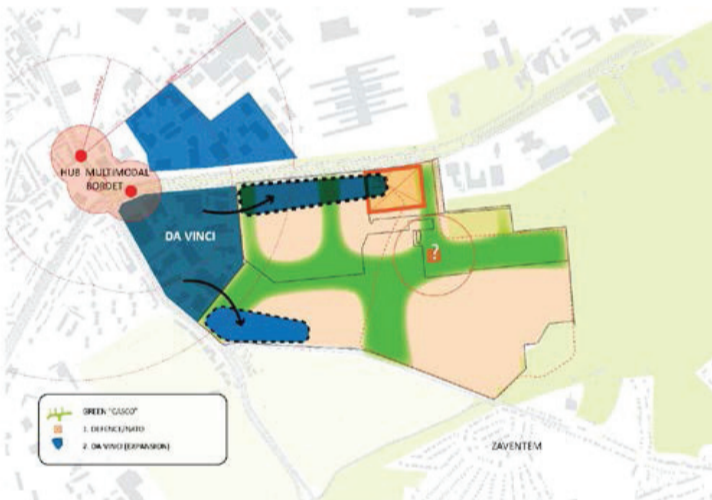 HUB MULTIMODAL
BORDET
DA VINCI
?
GREEN "CASCO"
1. DEFENCE/NATO
2. DA VINCI (EXPANSION)
ZAVENTEM